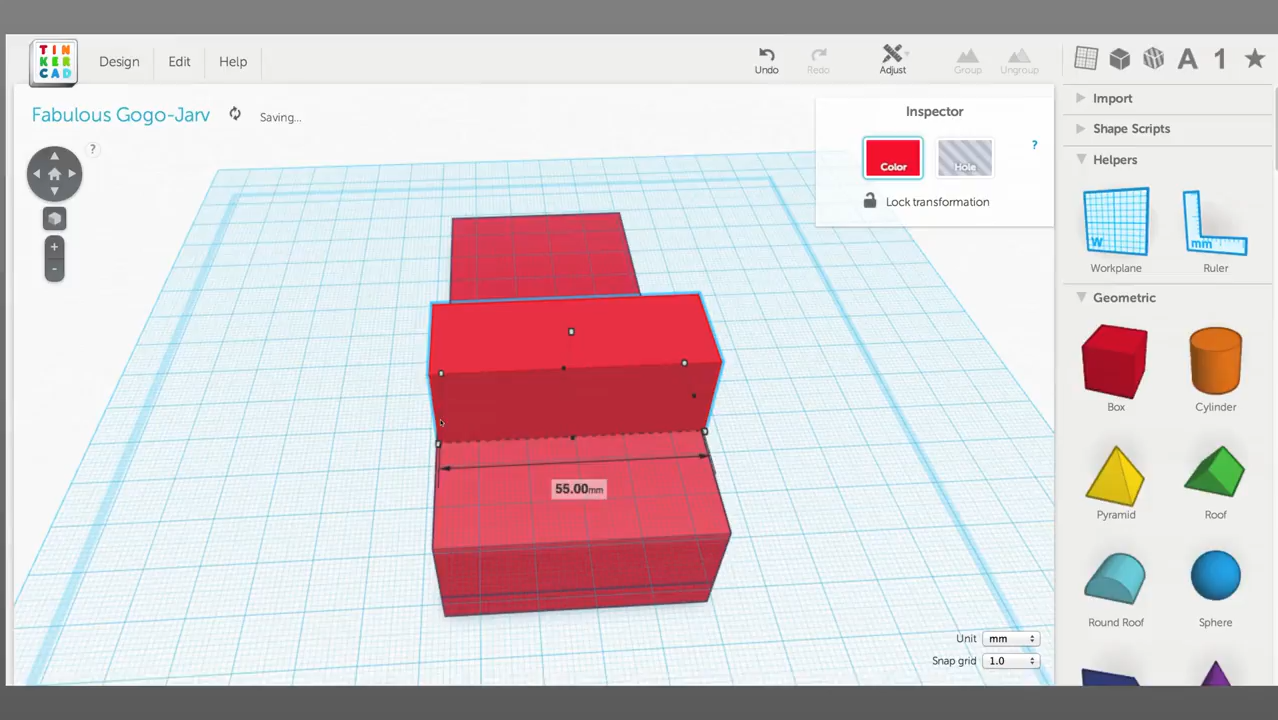 TIN
KER
CAD
Design
Edit
Help
Undo
Redo
Adjust
Group
Ungroup
A
1
Fabulous Gogo-Jarv
Saving...
?
+
-
Inspector
Color
Hole
?
Lock transformation
Import
Shape Scripts
Helpers
W
mm
Workplane
Ruler
Geometric
Box
Cylinder
Pyramid
Roof
Round Roof
Sphere
55.00mm
Unit mm
Snap grid 1.0